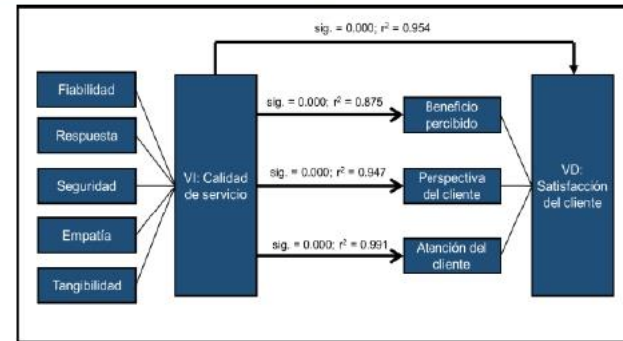 sig. = 0.000; r² = 0.954
Fiabilidad
Respuesta
Seguridad
Empatía
Tangibilidad
VI: Calidad
de servicio
sig. = 0.000; r² = 0.875
sig. = 0.000; r² = 0.947
sig. = 0.000; r² = 0.991
Beneficio
percibido
Perspectiva
del cliente
Atención del
cliente
VD:
Satisfacción
del cliente